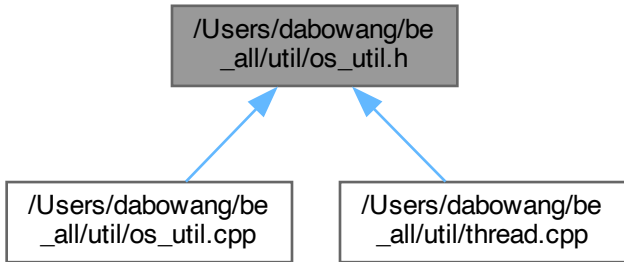 /Users/dabowang/be
_all/util/os_util.h
/Users/dabowang/be
_all/util/os_util.cpp
/Users/dabowang/be
_all/util/thread.cpp